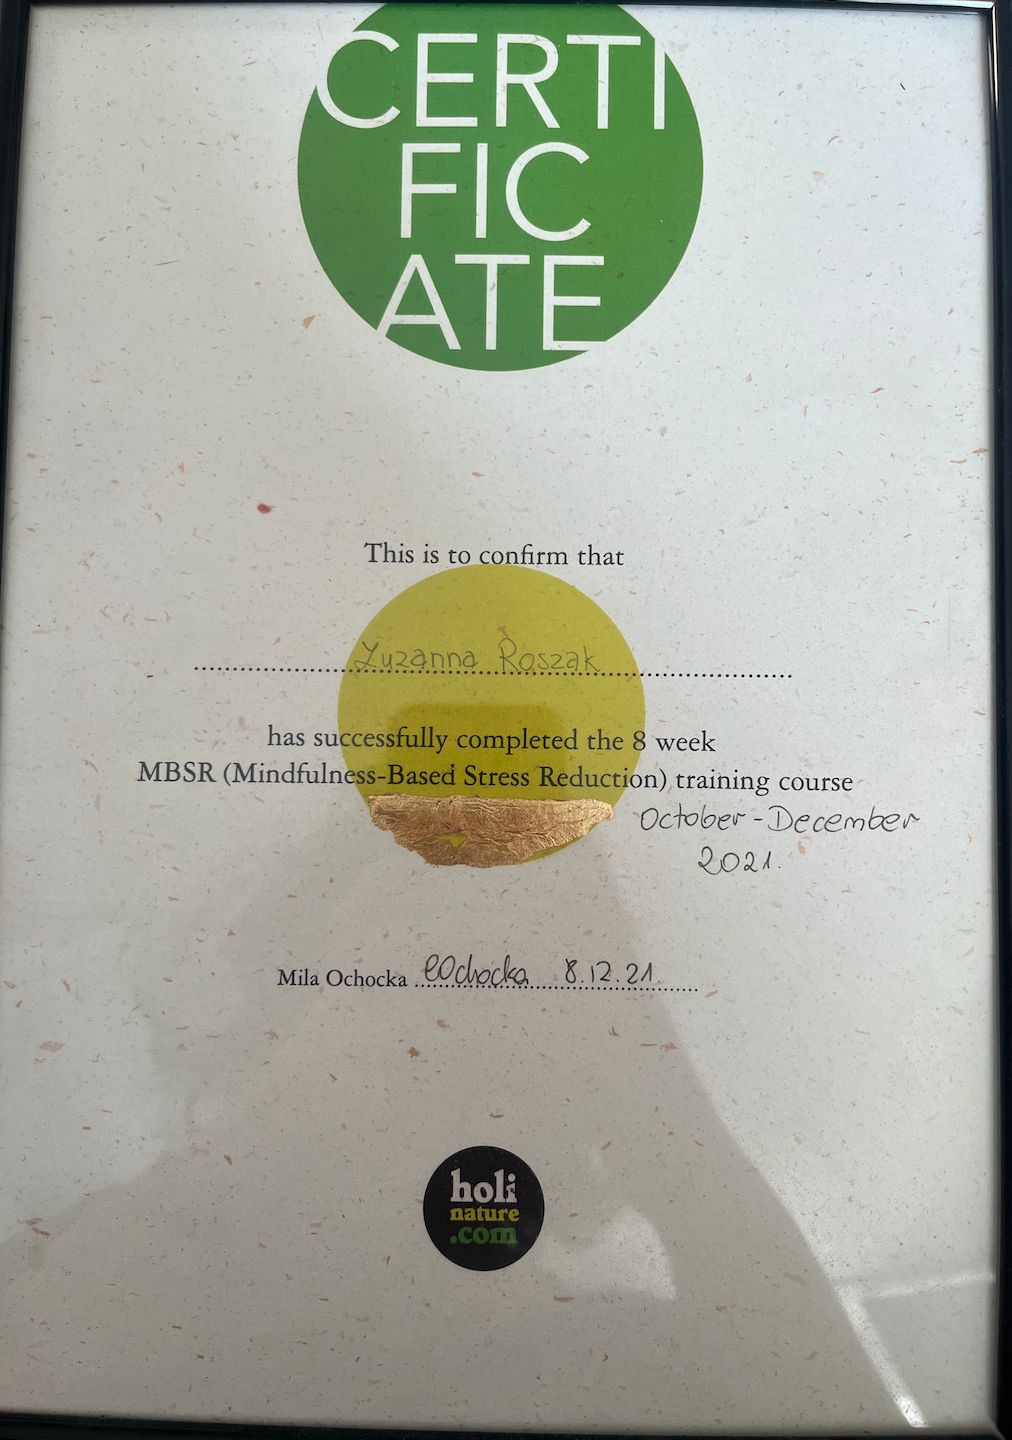 CERTI
FIC
ATE
This is to confirm that
Zuzanna Roszak
has successfully completed the 8 week
MBSR (Mindfulness-Based Stress Reduction) training course
October - December
2021.
Mila Ochocka MOchocka 8.12.21
holi
nature
.com